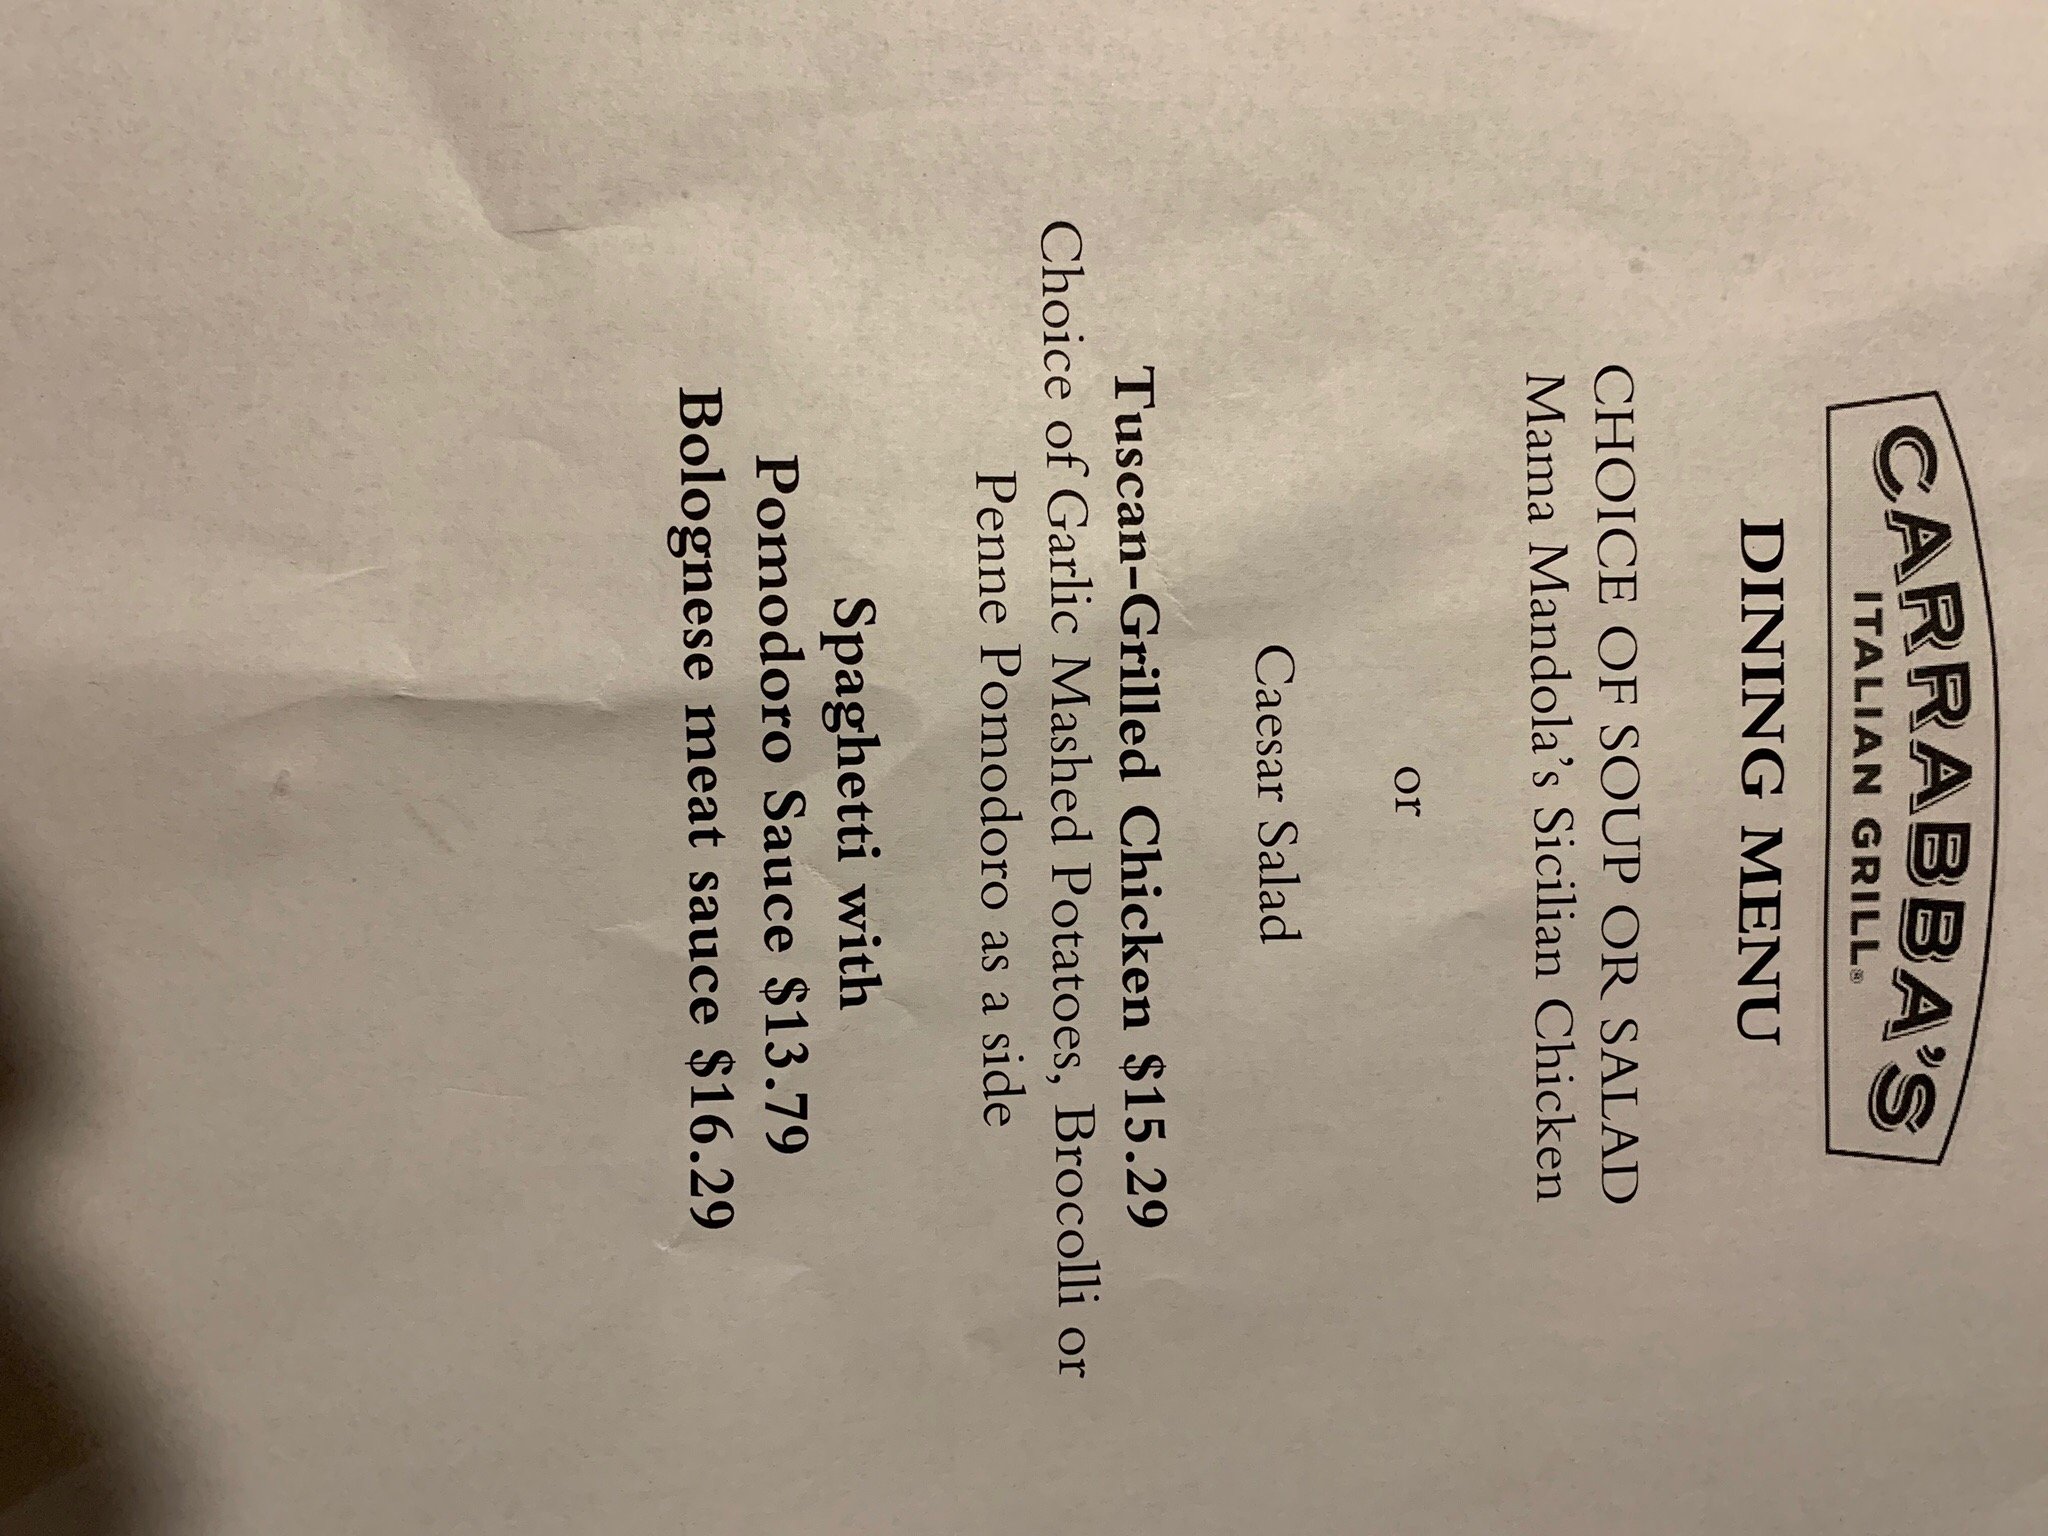 CARRABBA'S
ITALIAN GRILL®
DINING MENU
CHOICE OF SOUP OR SALAD
Mama Mandola's Sicilian Chicken
or
Caesar Salad
Tuscan-Grilled Chicken $15.29
Choice of Garlic Mashed Potatoes, Brocolli or
Penne Pomodoro as a side
Spaghetti with
Pomodoro Sauce $13.79
Bolognese meat sauce $16.29